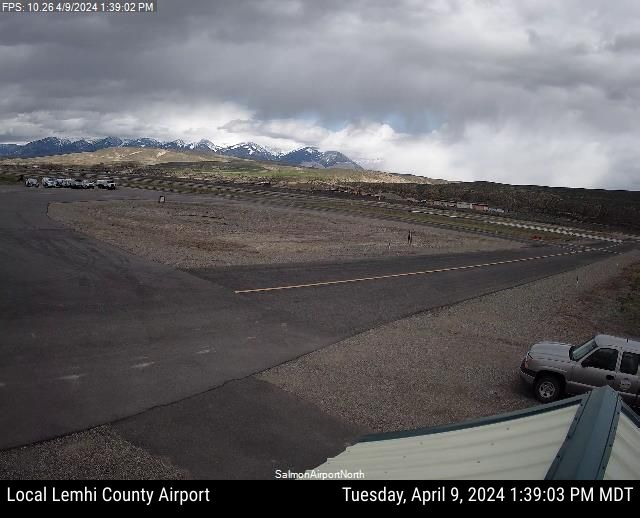 FPS: 10.26 4/9/2024 1:39:02 PM
SalmonAirportNorth
Local Lemhi County Airport
Tuesday, April 9, 2024 1:39:03 PM MDT